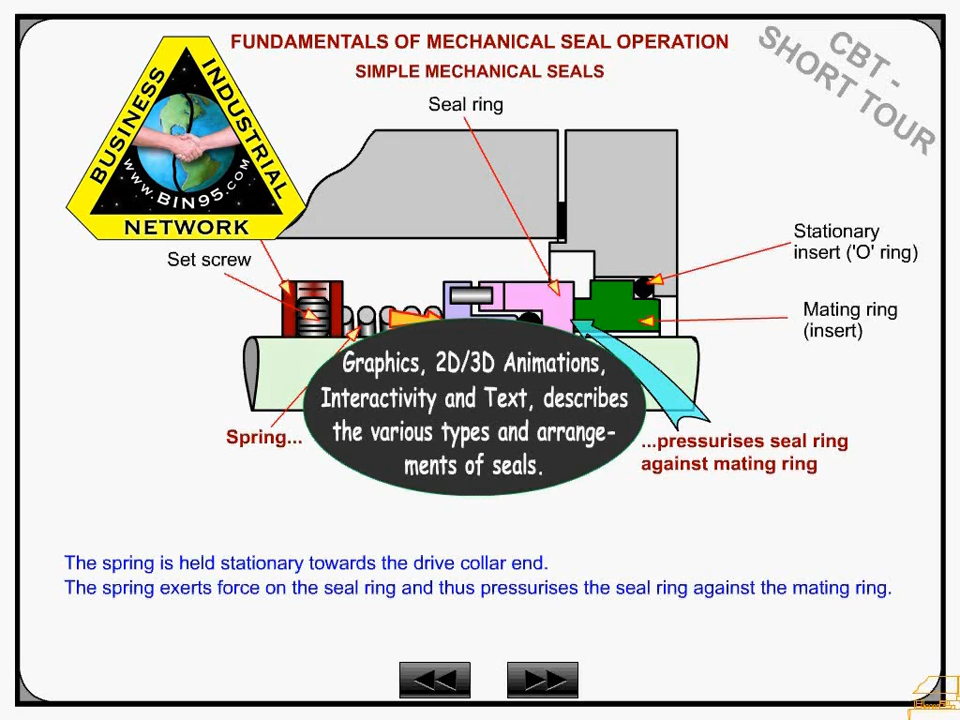 FUNDAMENTALS OF MECHANICAL SEAL OPERATION
SIMPLE MECHANICAL SEALS
CBT -
SHORT TOUR
BUSINESS
INDUSTRIAL
WWW.BIN95.COM
NETWORK
Seal ring
Set screw
Stationary
insert ('O' ring)
Mating ring
(insert)
Graphics, 2D/3D Animations,
Interactivity and Text, describes
the various types and arrange-
ments of seals.
Spring...
...pressurises seal ring
against mating ring
The spring is held stationary towards the drive collar end.
The spring exerts force on the seal ring and thus pressurises the seal ring against the mating ring.